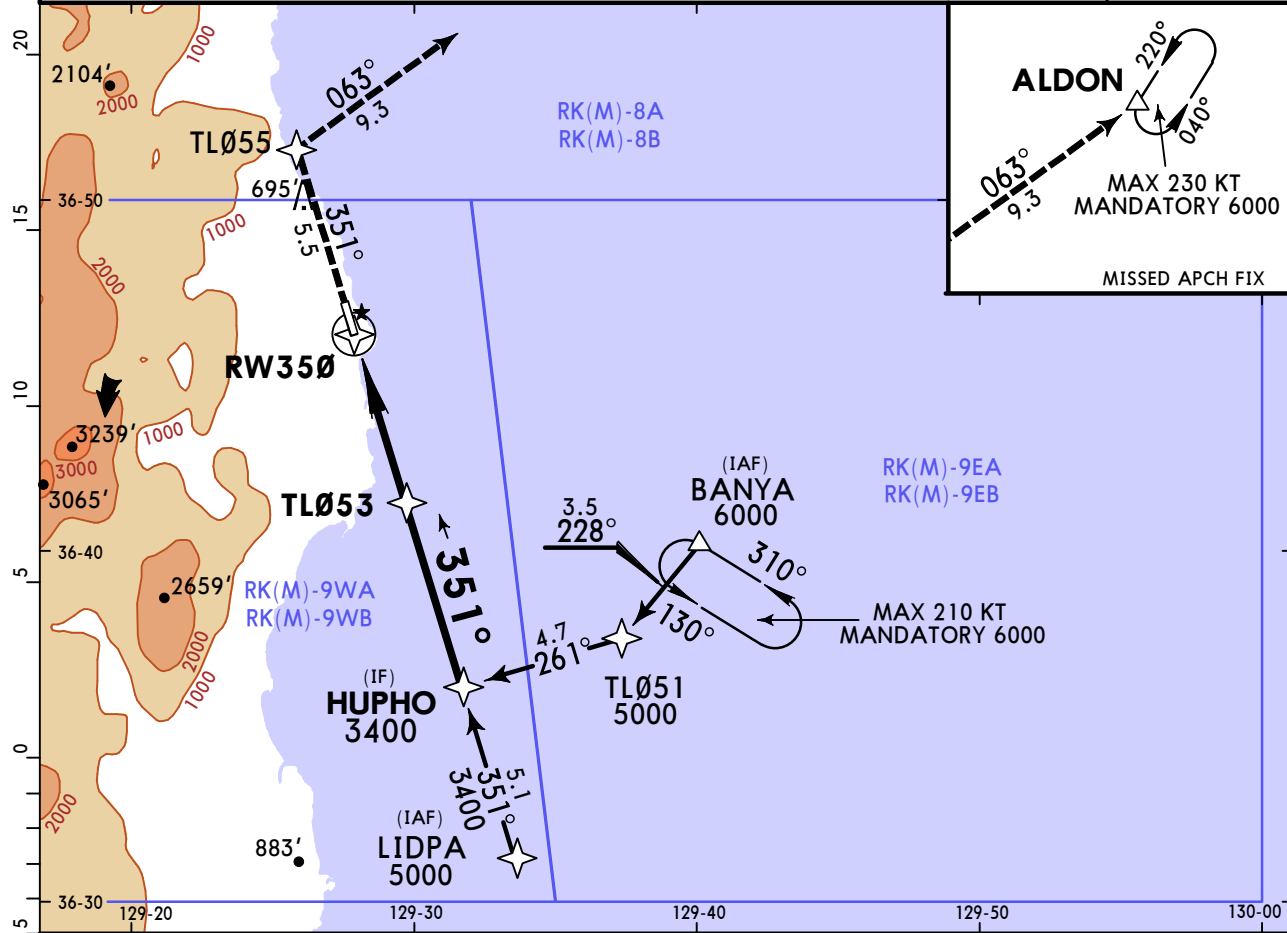 20
15
10
5
0
5
36-50
36-40
36-30
129-20
129-30
129-40
129-50
130-00
1000
2104'
2000
063°
9.3
TLØ55
RK(M)-8A
RK(M)-8B
695'
351°
5.5
1000
2000
RW35Ø
3239'
3000
3065'
1000
TLØ53
351°
2659'
2000
1000
RK(M)-9WA
RK(M)-9WB
RK(M)-9EA
RK(M)-9EB
(IAF)
BANYA
6000
3.5
228°
310°
130°
MAX 210 KT
MANDATORY 6000
4.7
261°
TLØ51
5000
(IF)
HUPHO
3400
5.1
351°
3400
(IAF)
LIDPA
5000
2000
883'
ALDON
220°
040°
063°
9.3
MAX 230 KT
MANDATORY 6000
MISSED APCH FIX